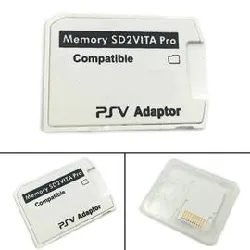 Memory SD2VITA Pro
Compatible
PSV Adaptor
Memory SD2VITA Pro
Compatible
PSV Adaptor